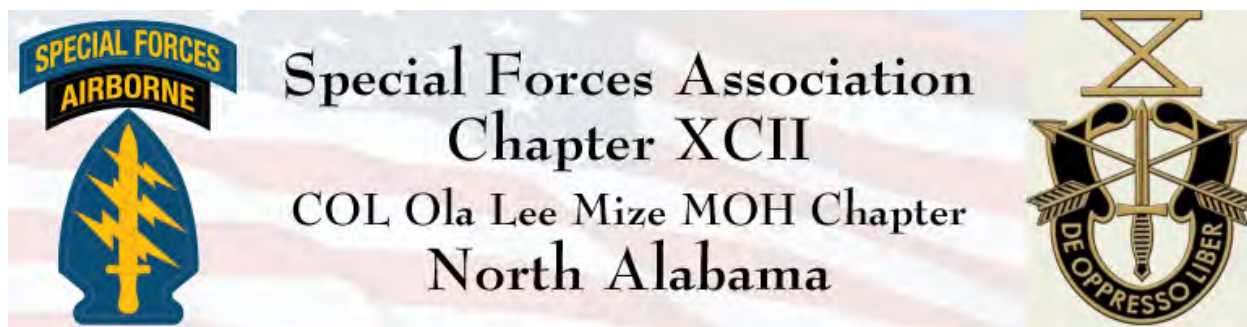 SPECIAL FORCES
AIRBORNE
Special Forces Association
Chapter XCII
COL Ola Lee Mize MOH Chapter
North Alabama
X
DE OPPRESSO LIBER